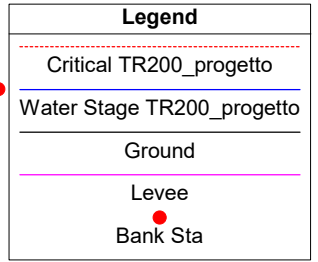 Legend
Critical TR200_progetto
Water Stage TR200_progetto
Ground
Levee
Bank Sta